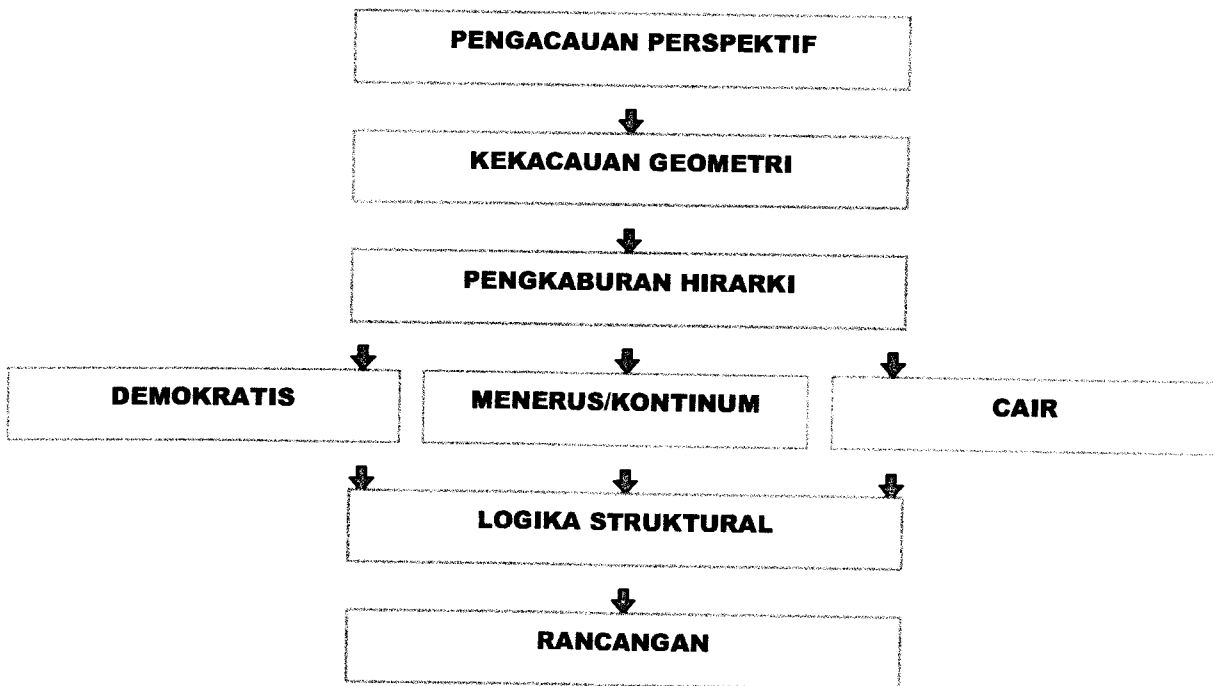 PENGACAUAN PERSPEKTIF
KEKACAUAN GEOMETRI
PENGKABURAN HIRARKI
DEMOKRATIS
MENERUS/KONTINUM
CAIR
LOGIKA STRUKTURAL
RANCANGAN